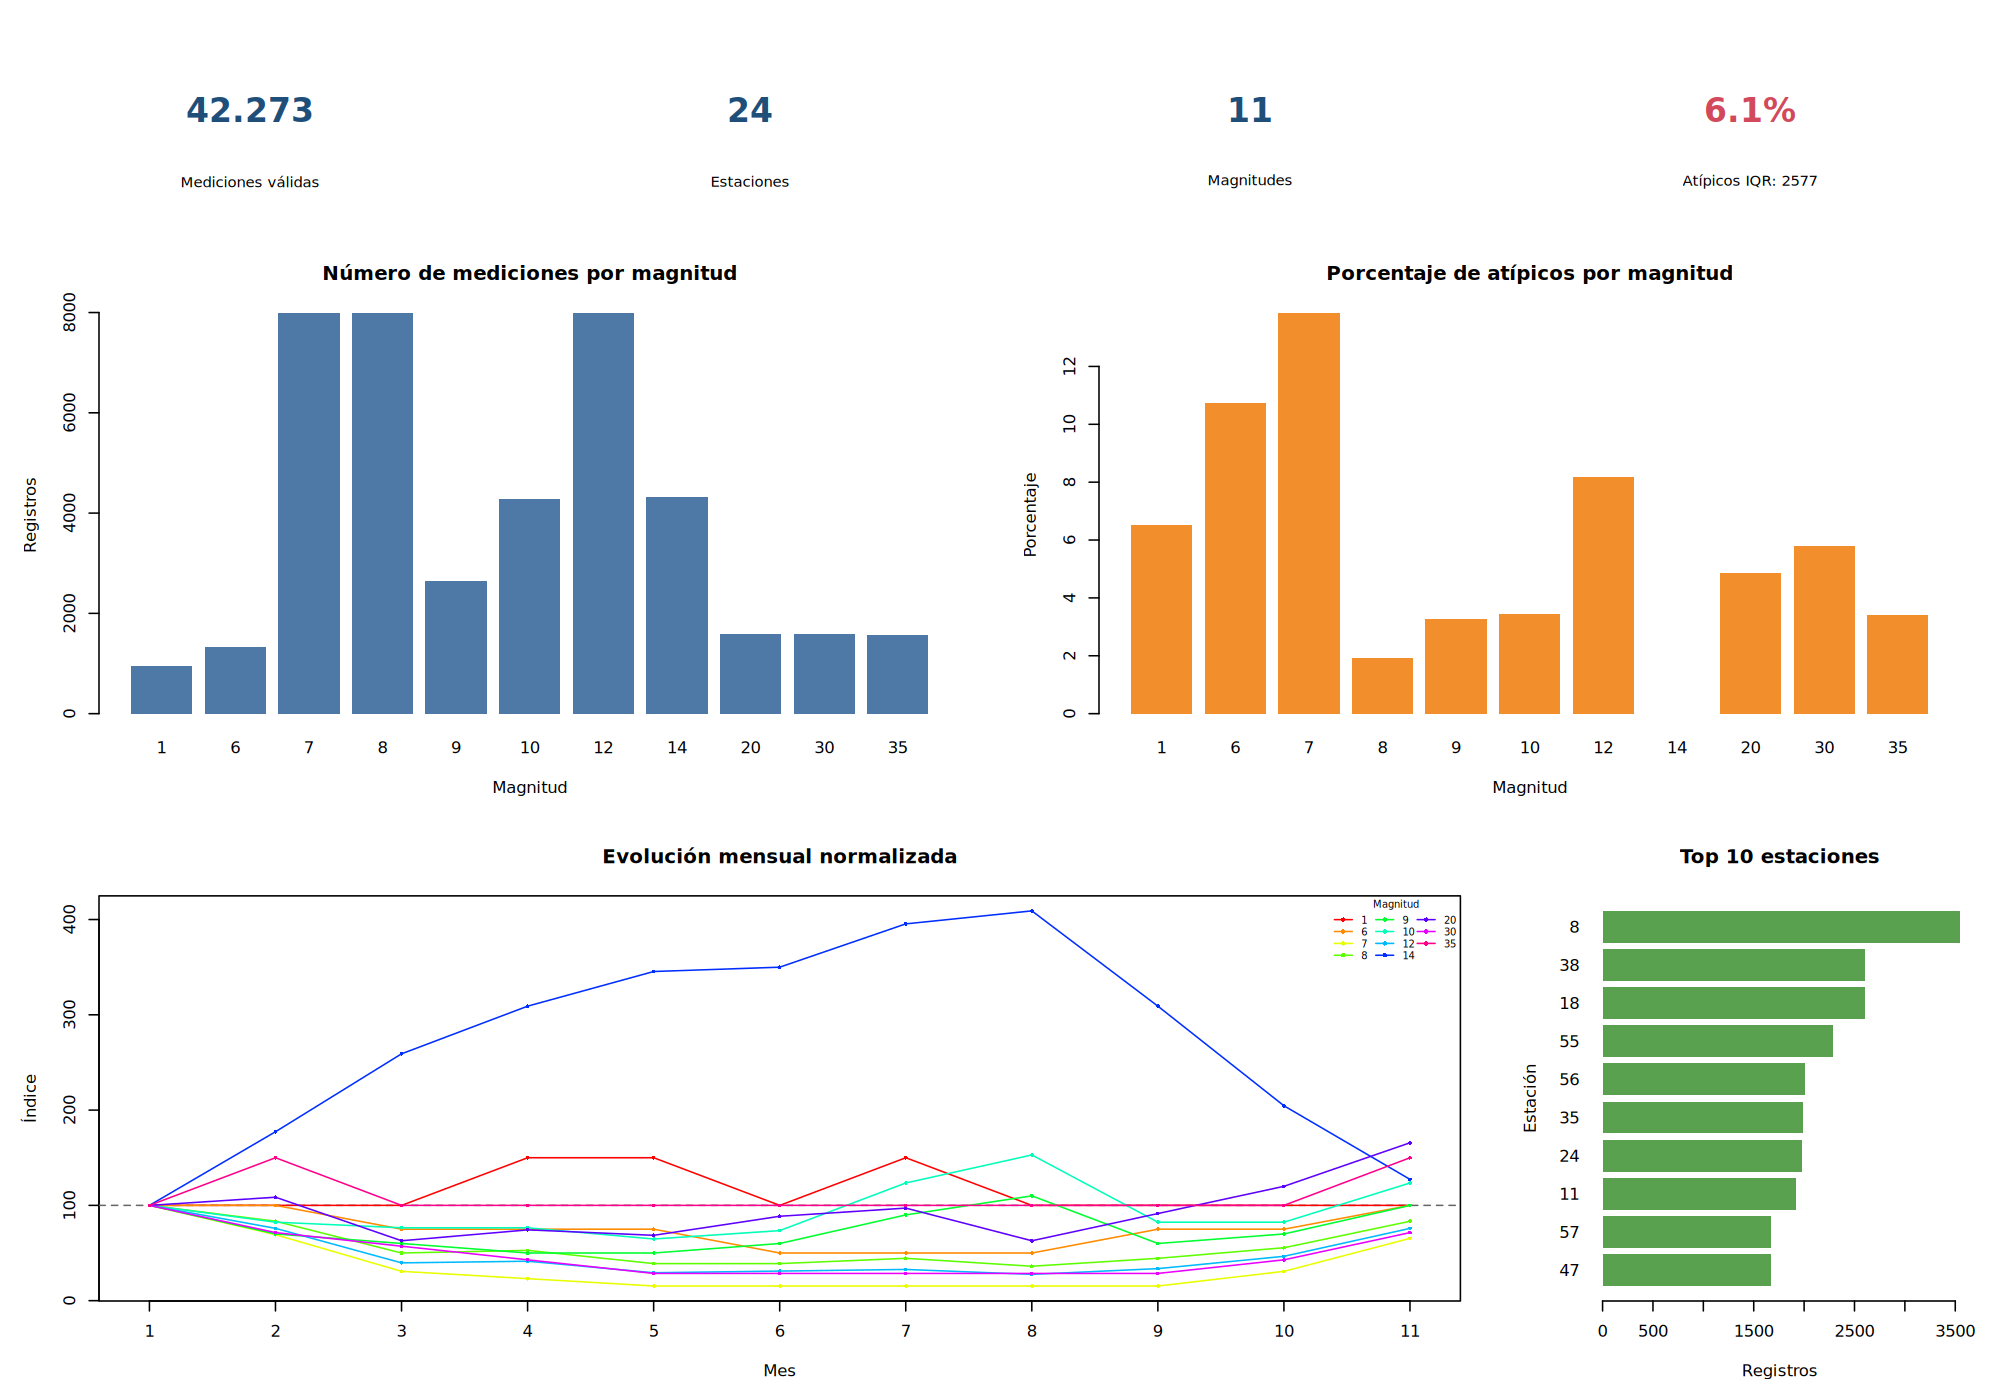 42.273
24
11
6.1%
Mediciones válidas
Estaciones
Magnitudes
Atípicos IQR: 2577
Número de mediciones por magnitud
Registros
0
2000
4000
6000
8000
1 6 7 8 9 10 12 14 20 30 35
Magnitud
Porcentaje de atípicos por magnitud
Porcentaje
0
2
4
6
8
10
12
1 6 7 8 9 10 12 14 20 30 35
Magnitud
Evolución mensual normalizada
Índice
0
100
200
300
400
Magnitud
1 9 20
6 10 30
7 12 35
8 14
1 2 3 4 5 6 7 8 9 10 11
Mes
Top 10 estaciones
Estación
8
38
18
55
56
35
24
11
57
47
0 500 1500 2500 3500
Registros